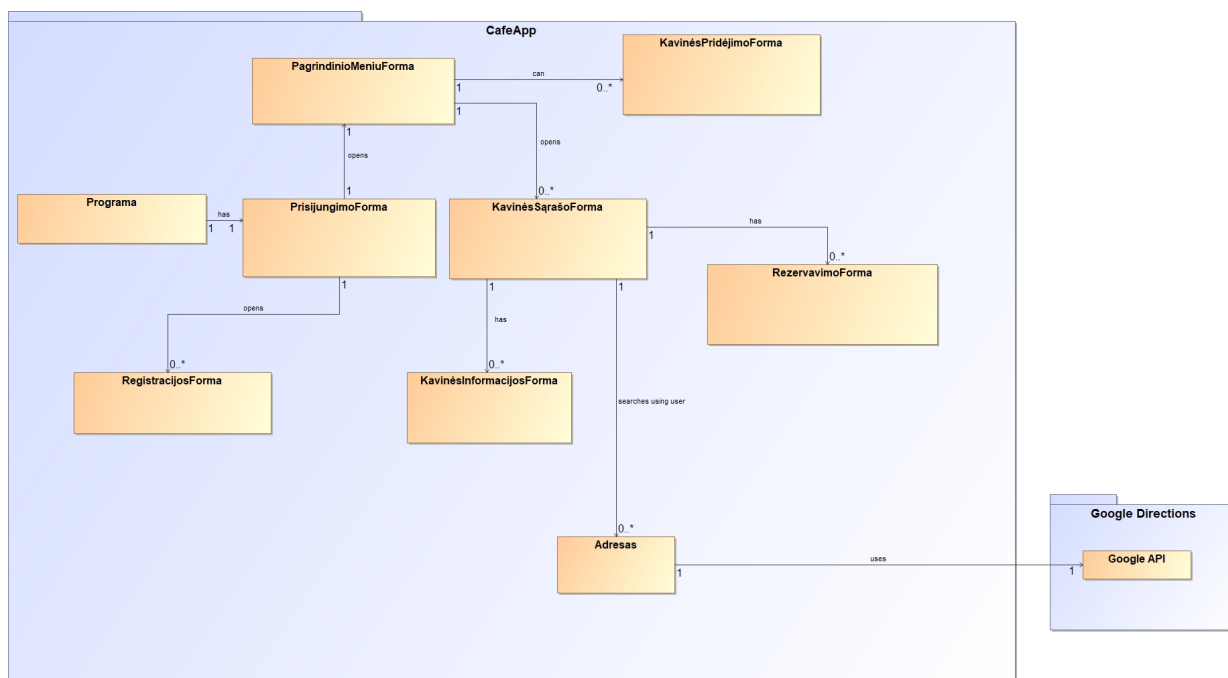 CafeApp
KavinėsPridėjimoForma
PagrindinioMeniuForma
can
1
0..*
1
1
opens
opens
1
0..*
Programa
PrisijungimoForma
KavinėsSąrašoForma
has
1
1
has
1
0..*
RezervavimoForma
1
1
1
opens
has
0..*
0..*
RegistracijosForma
KavinėsInformacijosForma
searches using user
Google Directions
0..*
Adresas
uses
Google API
1
1